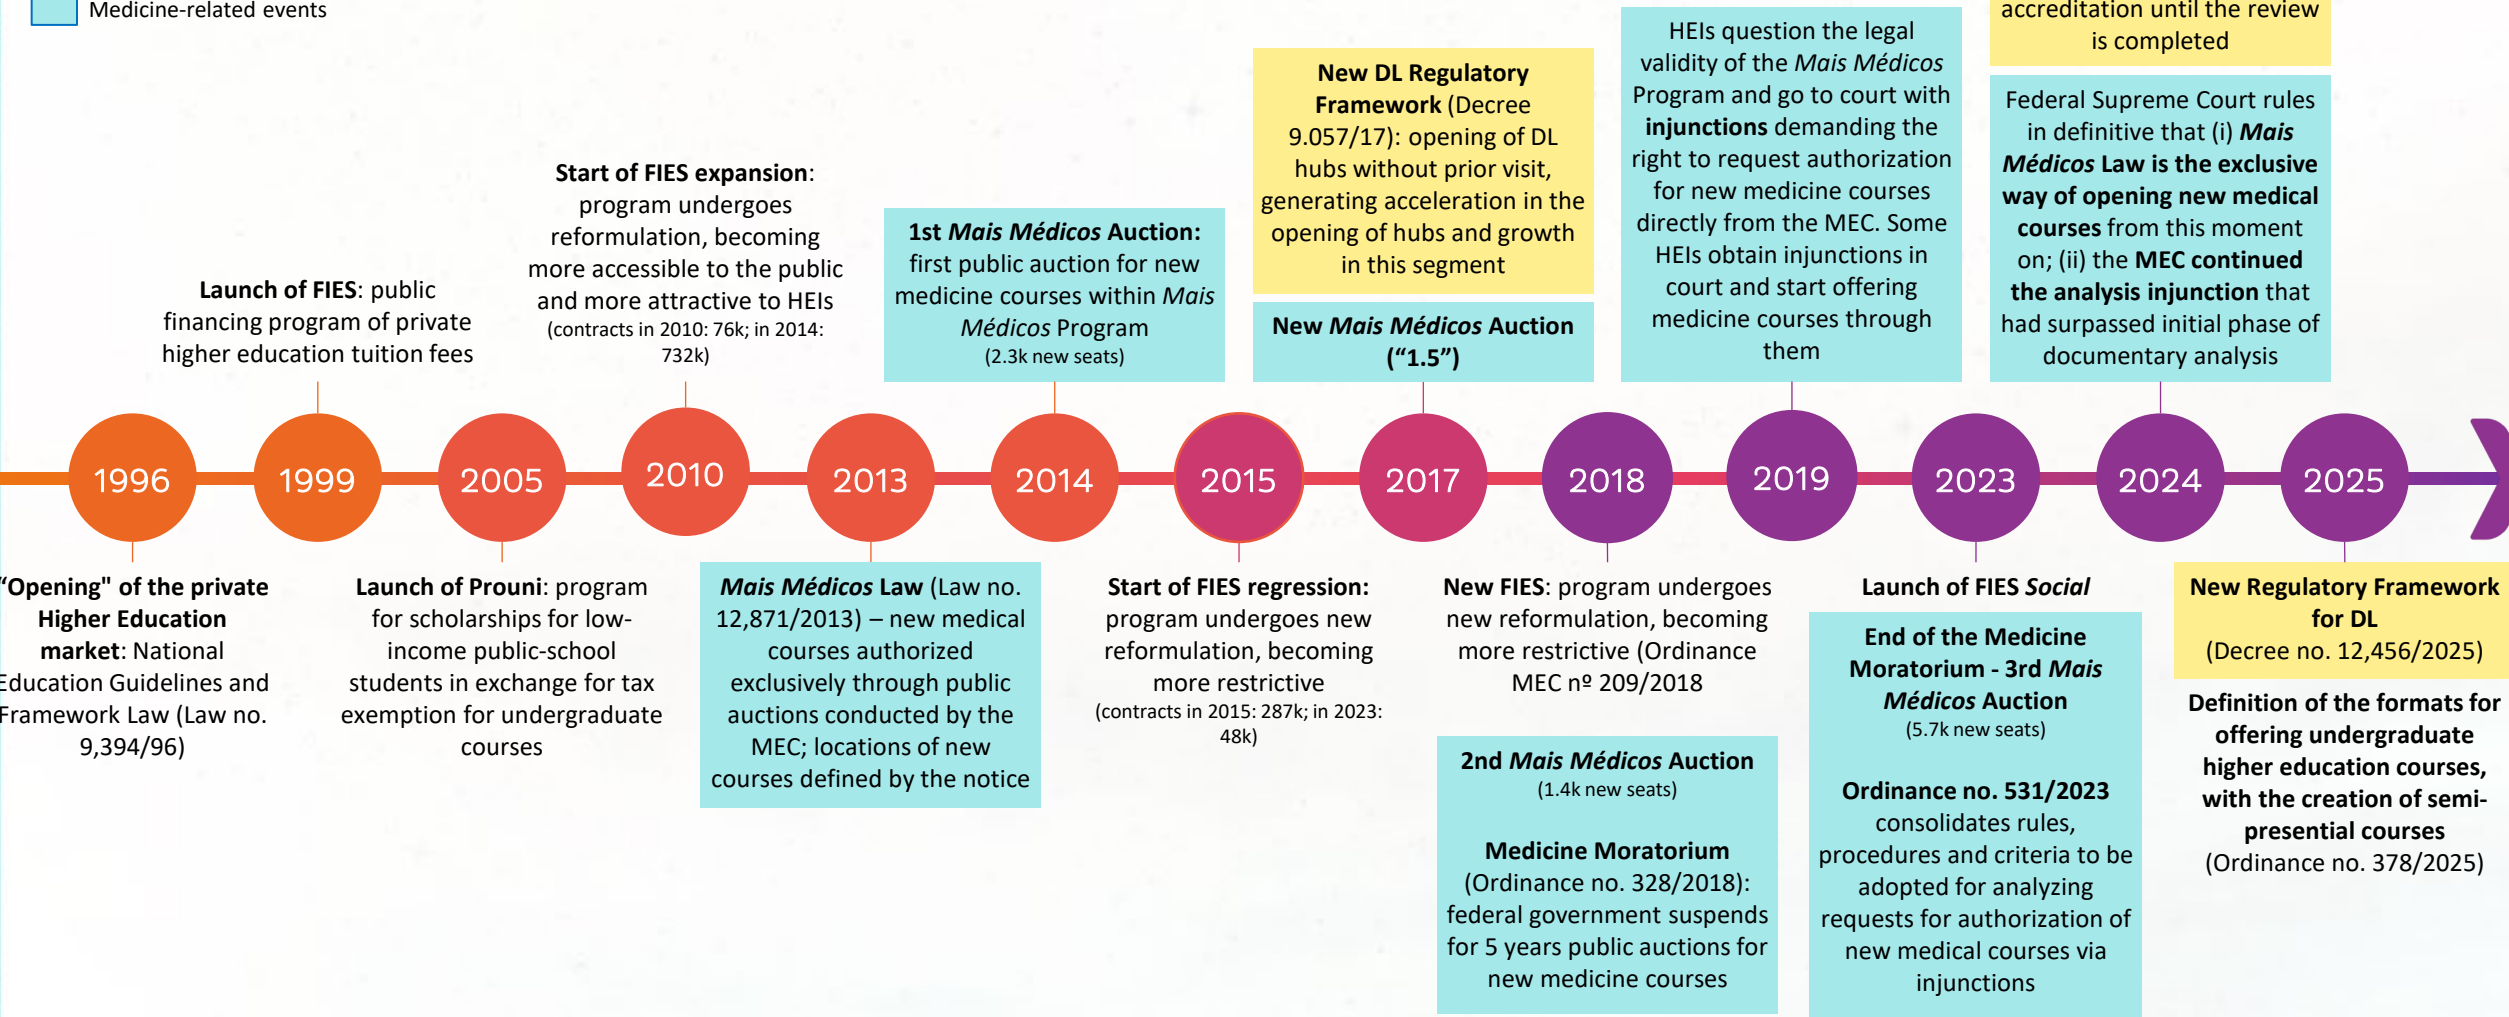 Medicine-related events
accreditation until the review
is completed
HEIs question the legal
validity of the Mais Médicos
Program and go to court with
injunctions demanding the
right to request authorization
for new medicine courses
directly from the MEC. Some
HEIs obtain injunctions in
court and start offering
medicine courses through
them
Federal Supreme Court rules
in definitive that (i) Mais
Médicos Law is the exclusive
way of opening new medical
courses from this moment
on; (ii) the MEC continued
the analysis injunction that
had surpassed initial phase of
documentary analysis
New DL Regulatory
Framework (Decree
9.057/17): opening of DL
hubs without prior visit,
generating acceleration in the
opening of hubs and growth
in this segment
New Mais Médicos Auction
(“1.5”)
Start of FIES expansion:
program undergoes
reformulation, becoming
more accessible to the public
and more attractive to HEIs
(contracts in 2010: 76k; in 2014:
732k)
1st Mais Médicos Auction:
first public auction for new
medicine courses within Mais
Médicos Program
(2.3k new seats)
Launch of FIES: public
financing program of private
higher education tuition fees
1996
1999
2005
2010
2013
2014
2015
2017
2018
2019
2023
2024
2025
“Opening" of the private
Higher Education
market: National
Education Guidelines and
Framework Law (Law no.
9,394/96)
Launch of Prouni: program
for scholarships for low-
income public-school
students in exchange for tax
exemption for undergraduate
courses
Mais Médicos Law (Law no.
12,871/2013) – new medical
courses authorized
exclusively through public
auctions conducted by the
MEC; locations of new
courses defined by the notice
Start of FIES regression:
program undergoes new
reformulation, becoming
more restrictive
(contracts in 2015: 287k; in 2023:
48k)
New FIES: program undergoes
new reformulation, becoming
more restrictive (Ordinance
MEC nº 209/2018
2nd Mais Médicos Auction
(1.4k new seats)
Medicine Moratorium
(Ordinance no. 328/2018):
federal government suspends
for 5 years public auctions for
new medicine courses
Launch of FIES Social
End of the Medicine
Moratorium - 3rd Mais
Médicos Auction
(5.7k new seats)
Ordinance no. 531/2023
consolidates rules,
procedures and criteria to be
adopted for analyzing
requests for authorization of
new medical courses via
injunctions
New Regulatory Framework
for DL
(Decree no. 12,456/2025)
Definition of the formats for
offering undergraduate
higher education courses,
with the creation of semi-
presential courses
(Ordinance no. 378/2025)